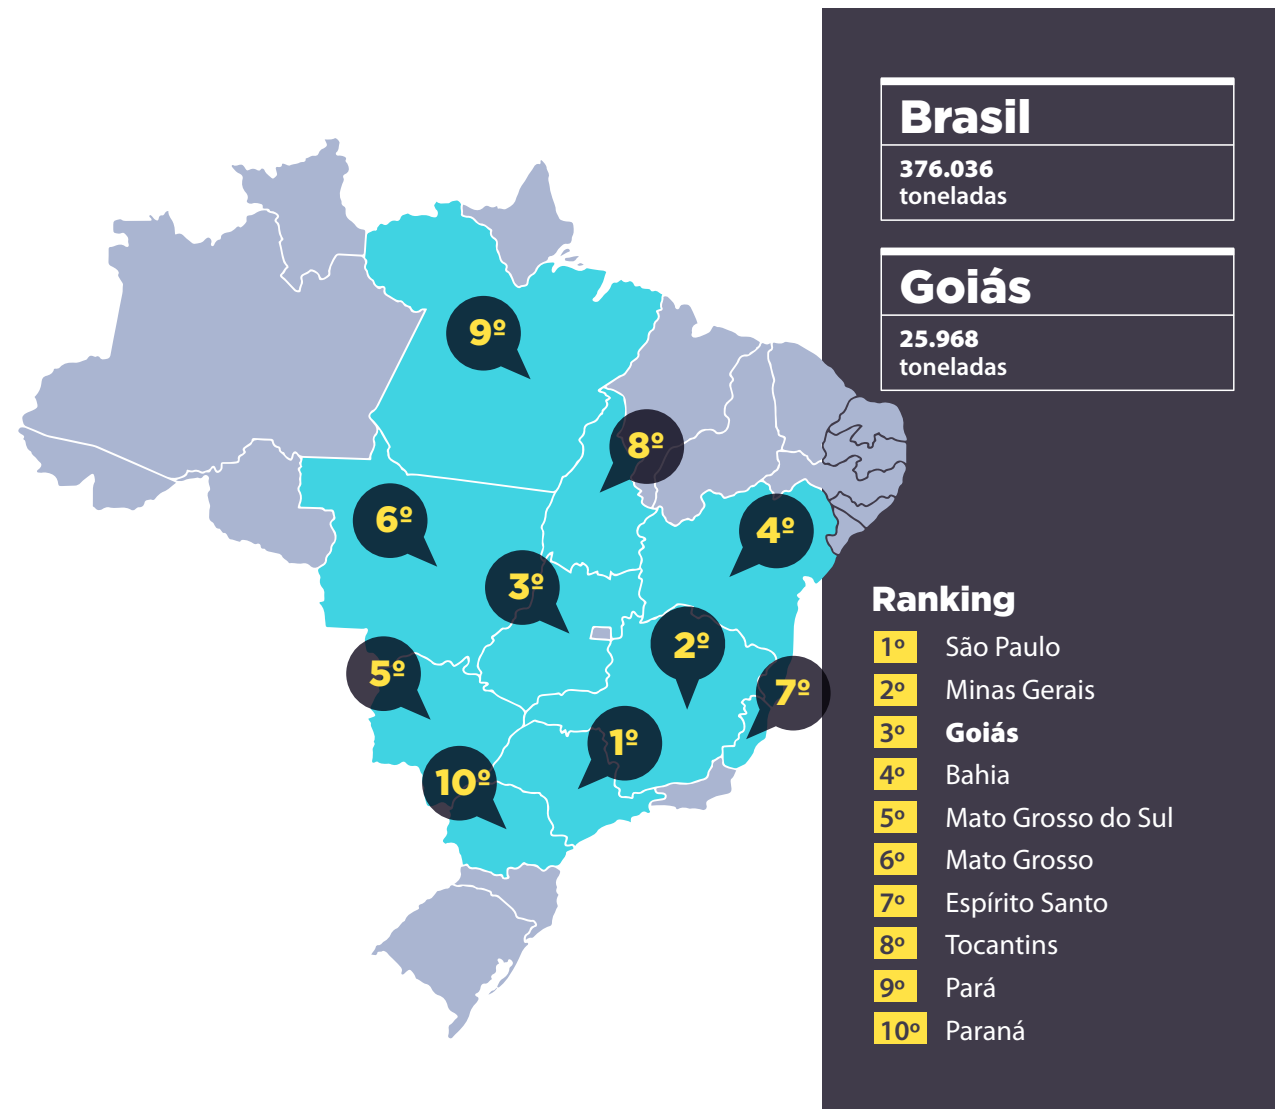 Brasil
376.036
toneladas
Goiás
25.968
toneladas
9º
8º
6º
4º
3º
2º
5º
7º
1º
10º
Ranking
1º São Paulo
2º Minas Gerais
3º Goiás
4º Bahia
5º Mato Grosso do Sul
6º Mato Grosso
7º Espírito Santo
8º Tocantins
9º Pará
10º Paraná